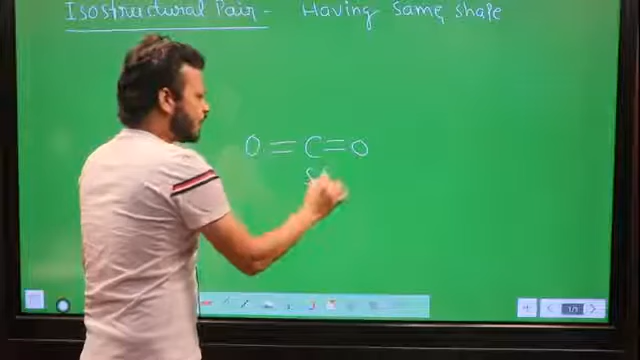 Isostructural Pair - Having same shape
O = C = O
S